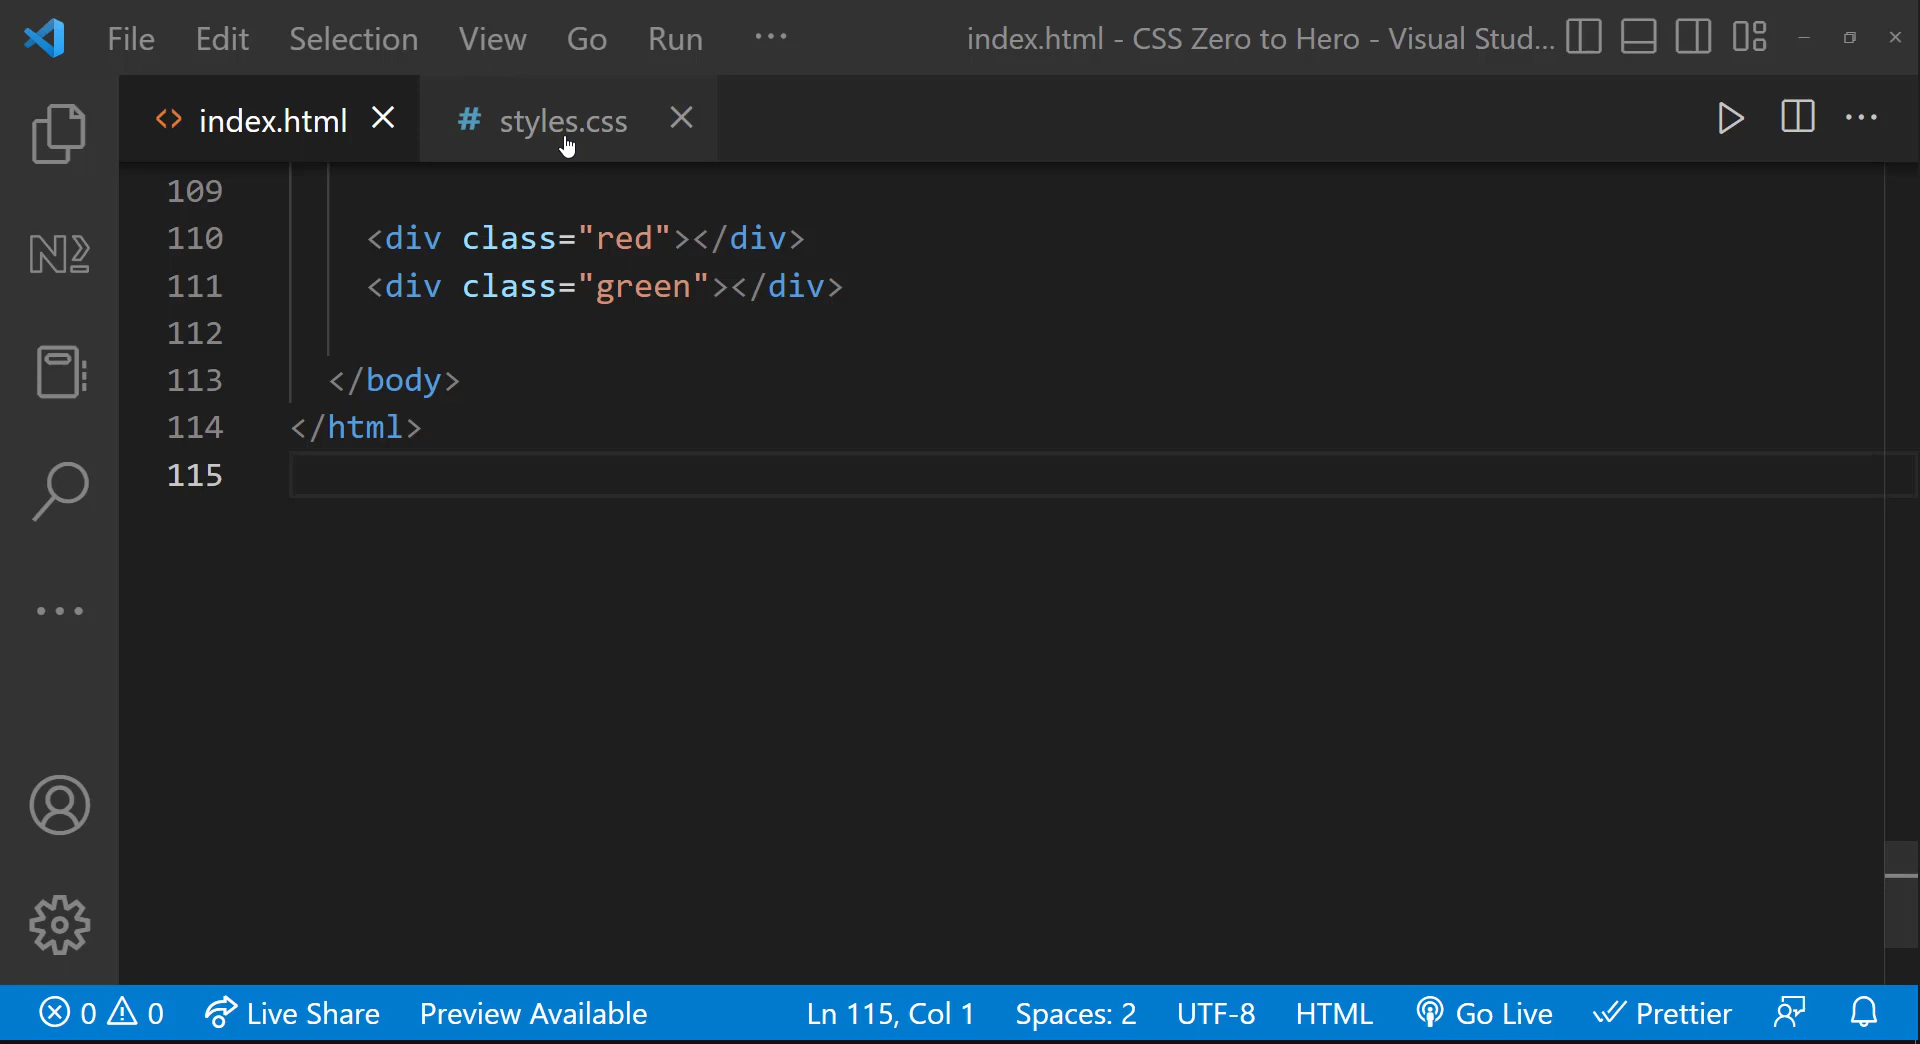 File Edit Selection View Go Run ··· index.html - CSS Zero to Hero - Visual Stud...
<> index.html # styles.css
109
110 <div class="red"></div>
111 <div class="green"></div>
112
113 </body>
114 </html>
115
0 0 Live Share Preview Available Ln 115, Col 1 Spaces: 2 UTF-8 HTML Go Live Prettier